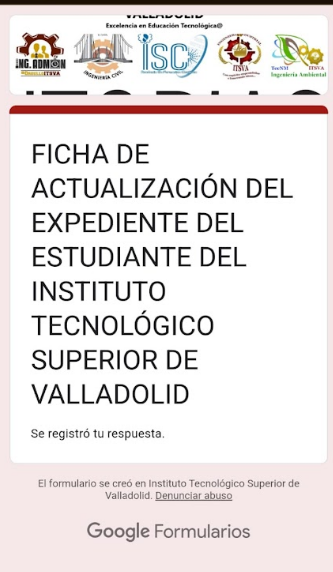 VALLADOLID
Excelencia en Educación Tecnológica@
ING. ADMON
ITSVA
INGENIERÍA CIVIL
ISC
ITSVA
TecNM ITSVA
Ingeniería Ambiental
FICHA DE
ACTUALIZACIÓN DEL
EXPEDIENTE DEL
ESTUDIANTE DEL
INSTITUTO
TECNOLÓGICO
SUPERIOR DE
VALLADOLID
Se registró tu respuesta.
El formulario se creó en Instituto Tecnológico Superior de
Valladolid. Denunciar abuso
Google Formularios